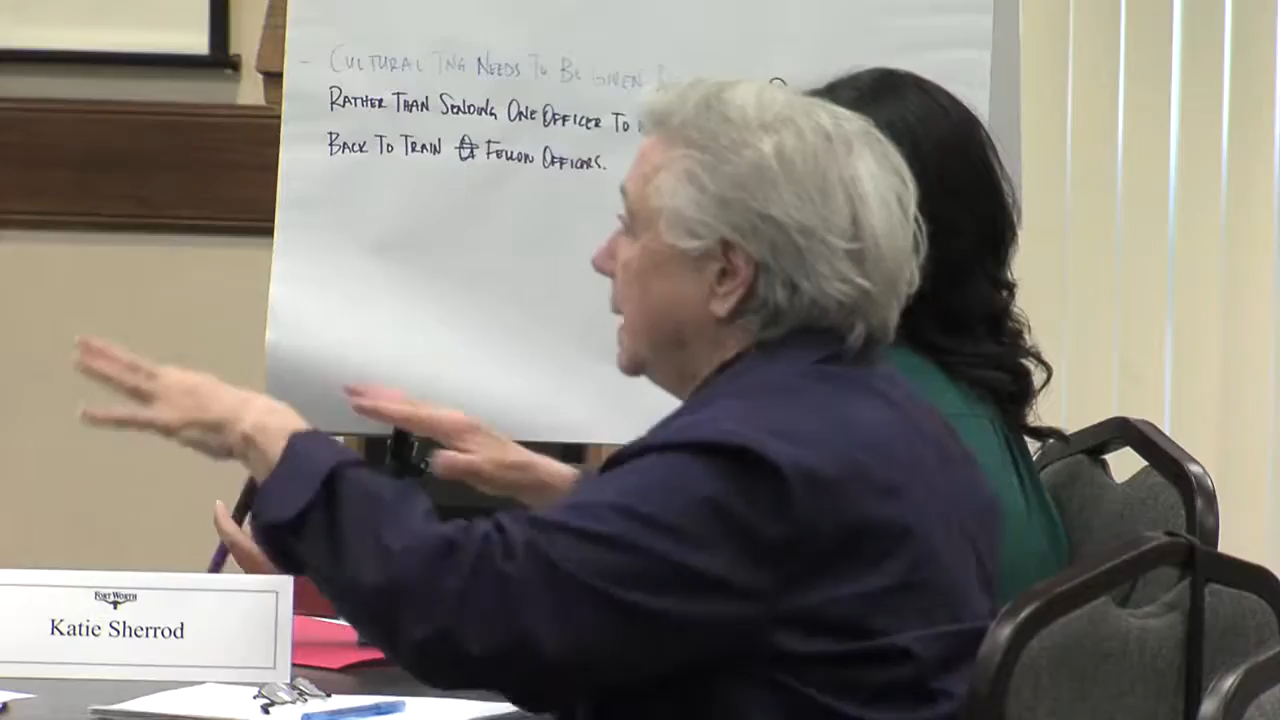 - CULTURAL TNG NEEDS TO BE GIVEN
RATHER THAN SENDING ONE OFFICER TO
BACK TO TRAIN FELLOW OFFICERS.
FORT WORTH
Katie Sherrod